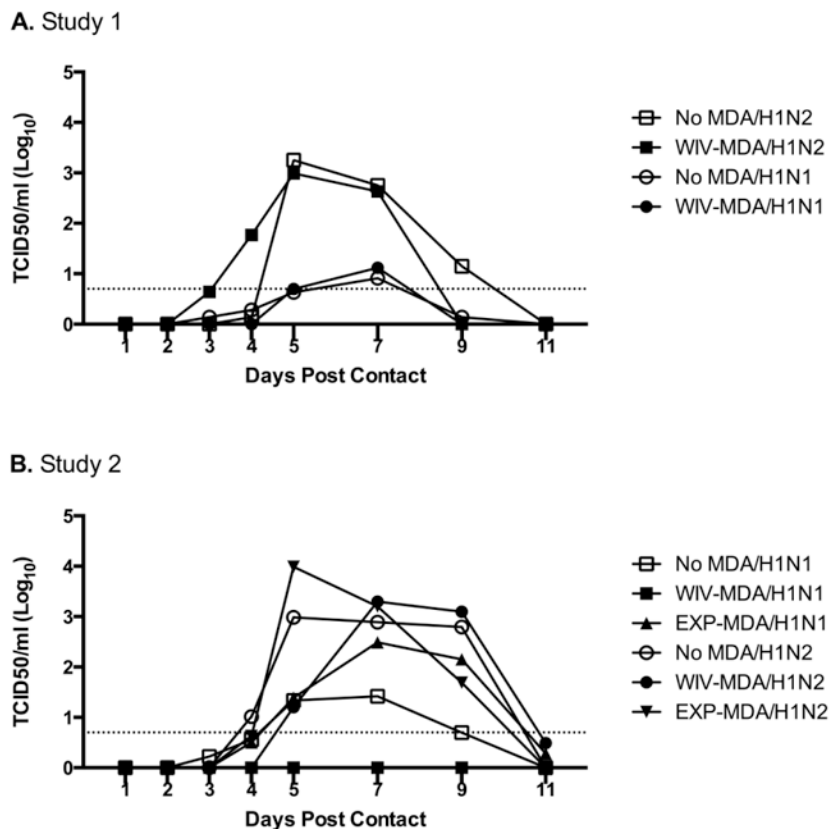 A. Study 1
TCID50/ml (Log10)
5
4
3
2
1
0
1 2 3 4 5 7 9 11
Days Post Contact
No MDA/H1N2
WIV-MDA/H1N2
No MDA/H1N1
WIV-MDA/H1N1
B. Study 2
TCID50/ml (Log10)
5
4
3
2
1
0
1 2 3 4 5 7 9 11
Days Post Contact
No MDA/H1N1
WIV-MDA/H1N1
EXP-MDA/H1N1
No MDA/H1N2
WIV-MDA/H1N2
EXP-MDA/H1N2